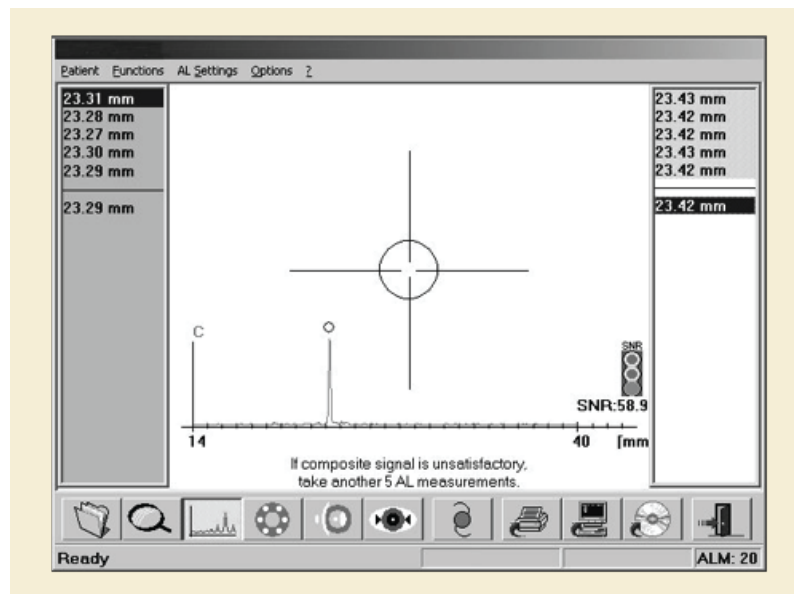 Patient Functions AL Settings Options ?
23.31 mm
23.28 mm
23.27 mm
23.30 mm
23.29 mm
23.29 mm
23.43 mm
23.42 mm
23.42 mm
23.43 mm
23.42 mm
23.42 mm
C
SNR
SNR:58.9
14 40 [mm
If composite signal is unsatisfactory,
take another 5 AL measurements.
Ready ALM: 20